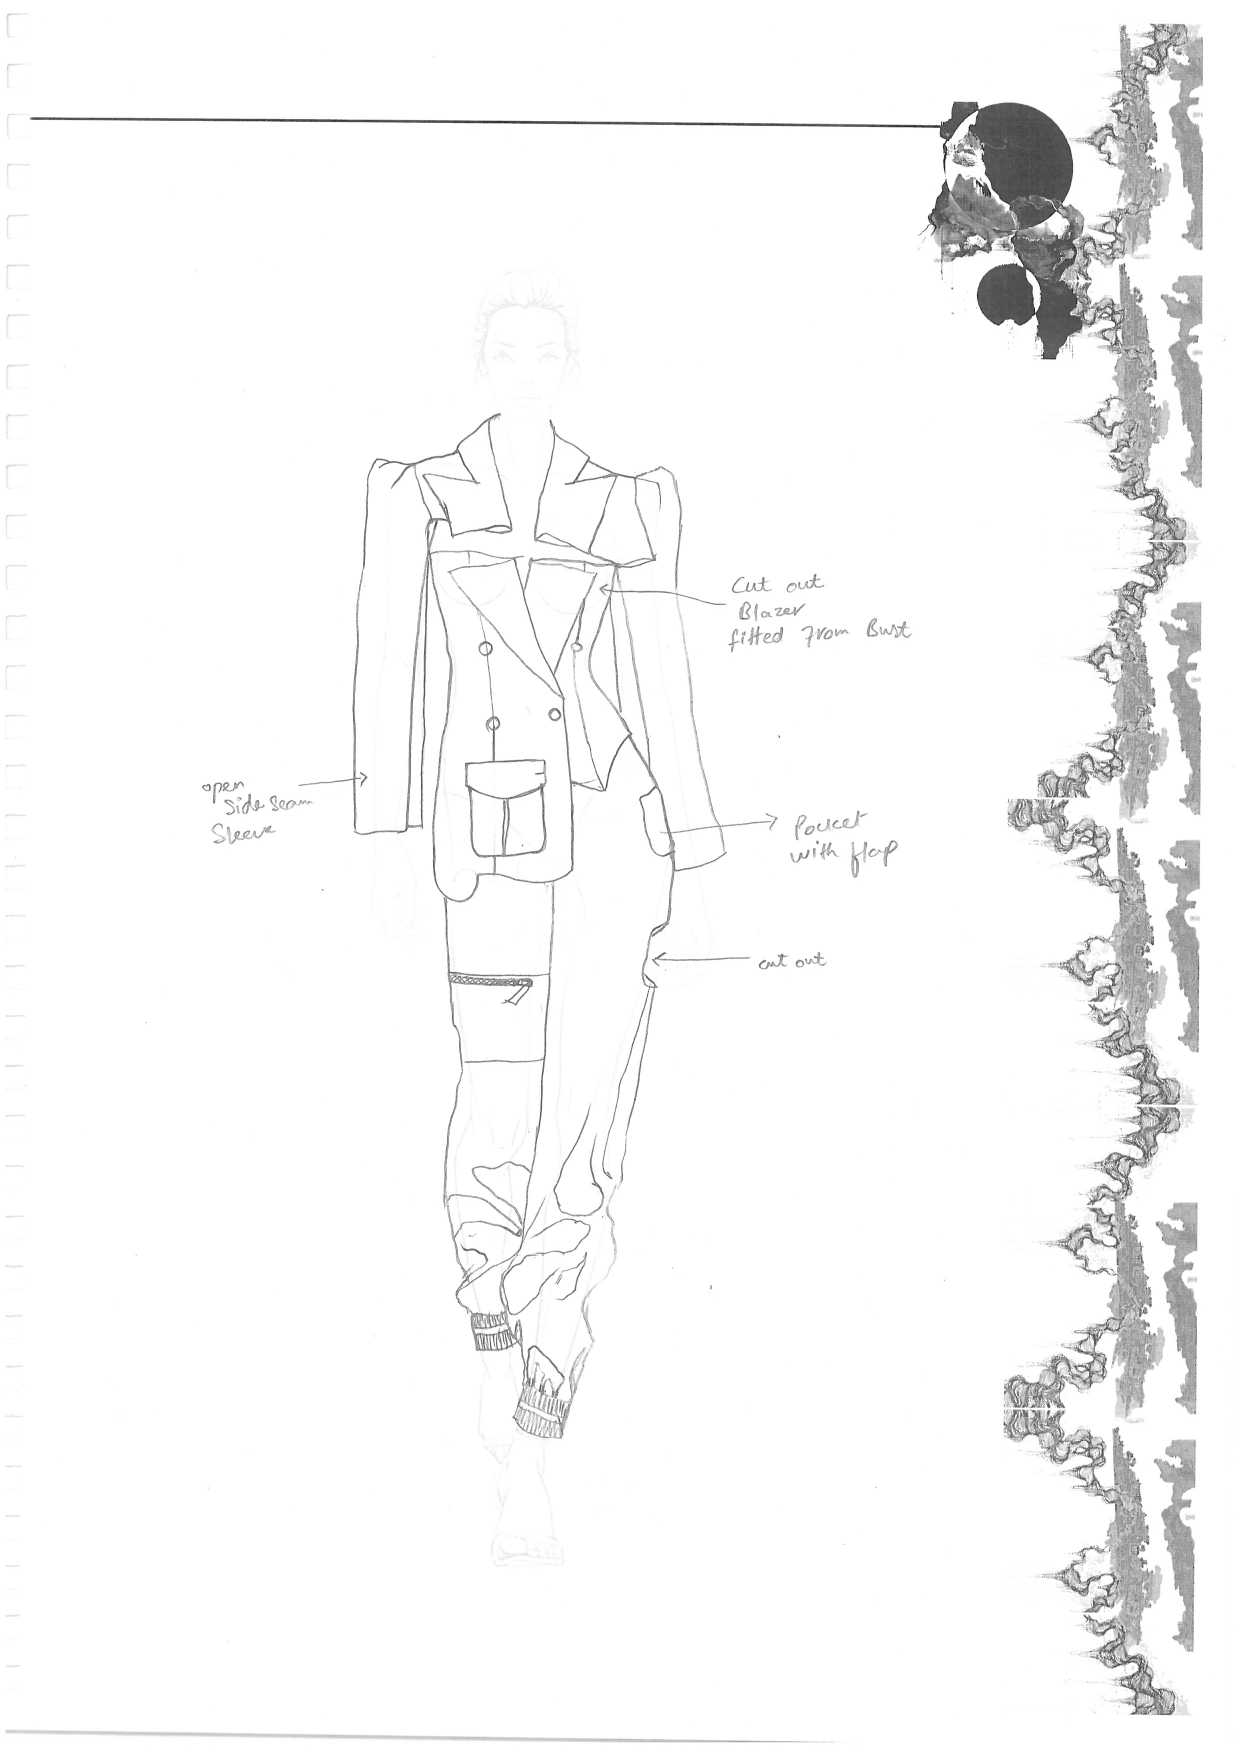 Cut out
Blazer
fitted from Bust
open
Side seam
Sleeve
Pocket
with flap
cut out